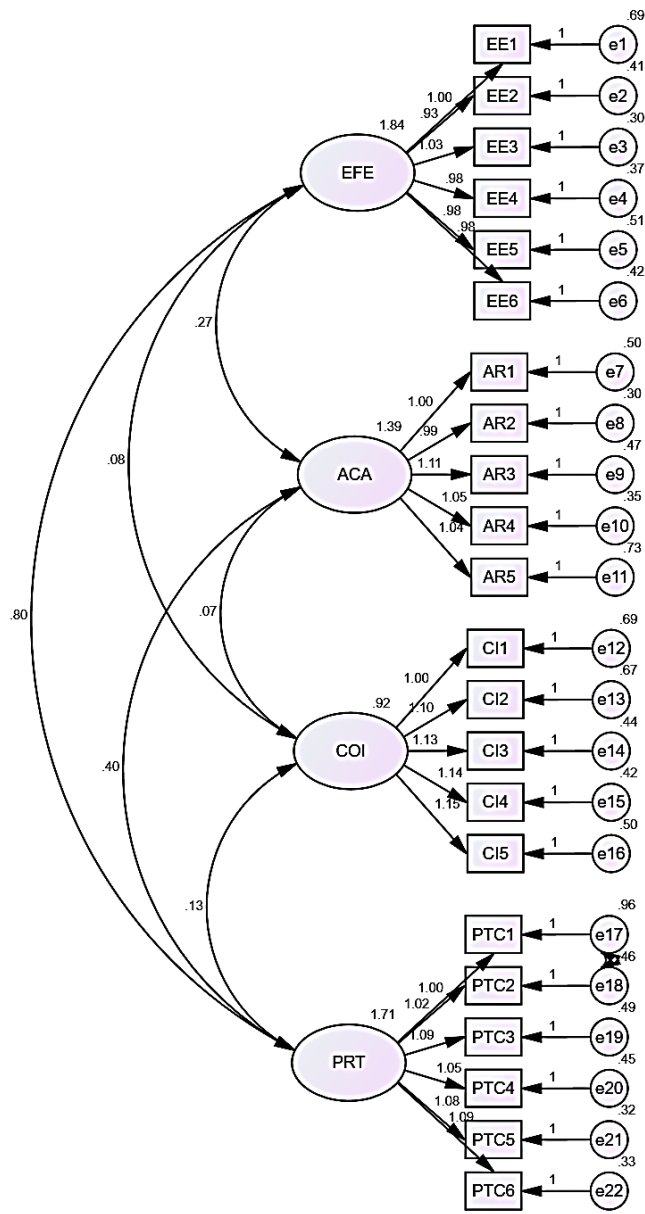 .69
EE1 1 e1
.41
1.00 EE2 1 e2
.93
.30
1.84 1.03 EE3 1 e3
EFE
.37
.98 EE4 1 e4
.51
.98 EE5 1 e5
.98
.42
EE6 1 e6
.27
.50
AR1 1 e7
1.00
.30
1.39 .99 AR2 1 e8
.47
.08
ACA 1.11 AR3 1 e9
.35
1.05 AR4 1 e10
1.04
.73
AR5 1 e11
.07
.80
.69
CI1 1 e12
1.00
.67
.92 1.10 CI2 1 e13
.44
COI 1.13 CI3 1 e14
.40
.42
1.14 CI4 1 e15
1.15
.50
CI5 1 e16
.13
.96
PTC1 1 e17
.46
1.00 PTC2 1 e18
1.02
.49
1.71 1.09 PTC3 1 e19
PRT
.45
1.05 PTC4 1 e20
.32
1.08 PTC5 1 e21
1.09
.33
PTC6 1 e22